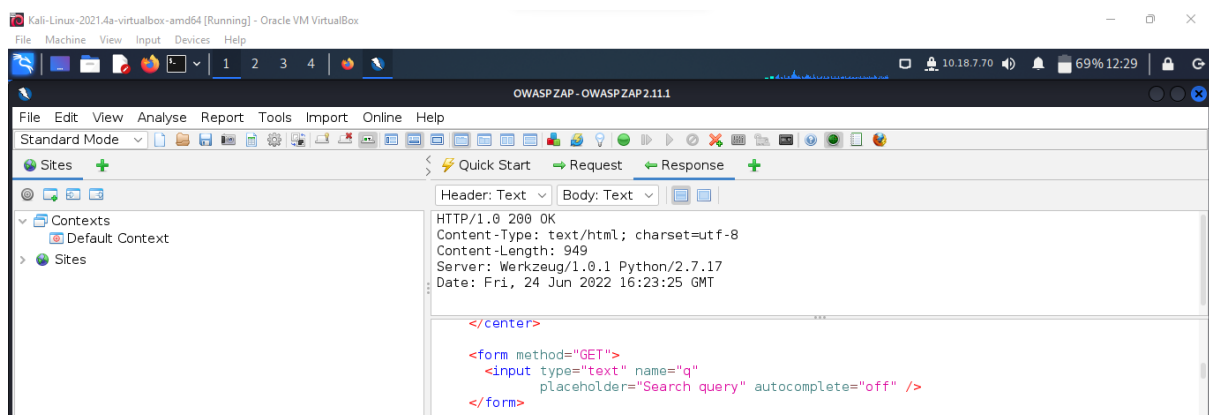 Kali-Linux-2021.4a-virtualbox-amd64 [Running] - Oracle VM VirtualBox
File Machine View Input Devices Help
1 2 3 4 10.18.7.70 69% 12:29
OWASP ZAP - OWASP ZAP 2.11.1
File Edit View Analyse Report Tools Import Online Help
Standard Mode
Sites
Quick Start Request Response
Header: Text Body: Text
Contexts
Default Context
Sites
HTTP/1.0 200 OK
Content-Type: text/html; charset=utf-8
Content-Length: 949
Server: Werkzeug/1.0.1 Python/2.7.17
Date: Fri, 24 Jun 2022 16:23:25 GMT
</center>
<form method="GET">
<input type="text" name="q"
placeholder="Search query" autocomplete="off" />
</form>